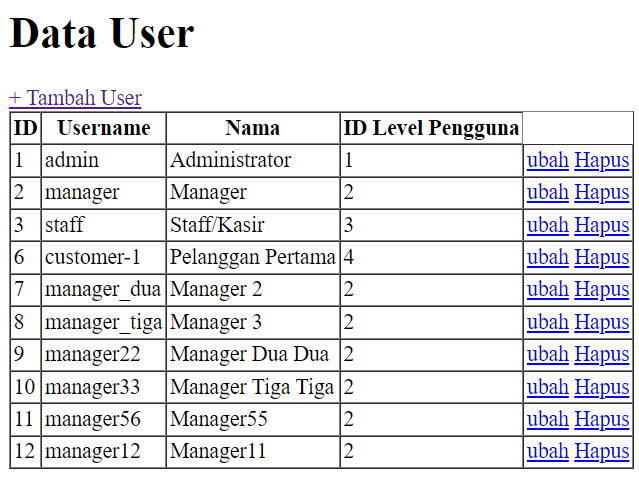 Data User
+ Tambah User
ID Username Nama ID Level Pengguna
1 admin Administrator 1 ubah Hapus
2 manager Manager 2 ubah Hapus
3 staff Staff/Kasir 3 ubah Hapus
6 customer-1 Pelanggan Pertama 4 ubah Hapus
7 manager_dua Manager 2 2 ubah Hapus
8 manager_tiga Manager 3 2 ubah Hapus
9 manager22 Manager Dua Dua 2 ubah Hapus
10 manager33 Manager Tiga Tiga 2 ubah Hapus
11 manager56 Manager55 2 ubah Hapus
12 manager12 Manager11 2 ubah Hapus